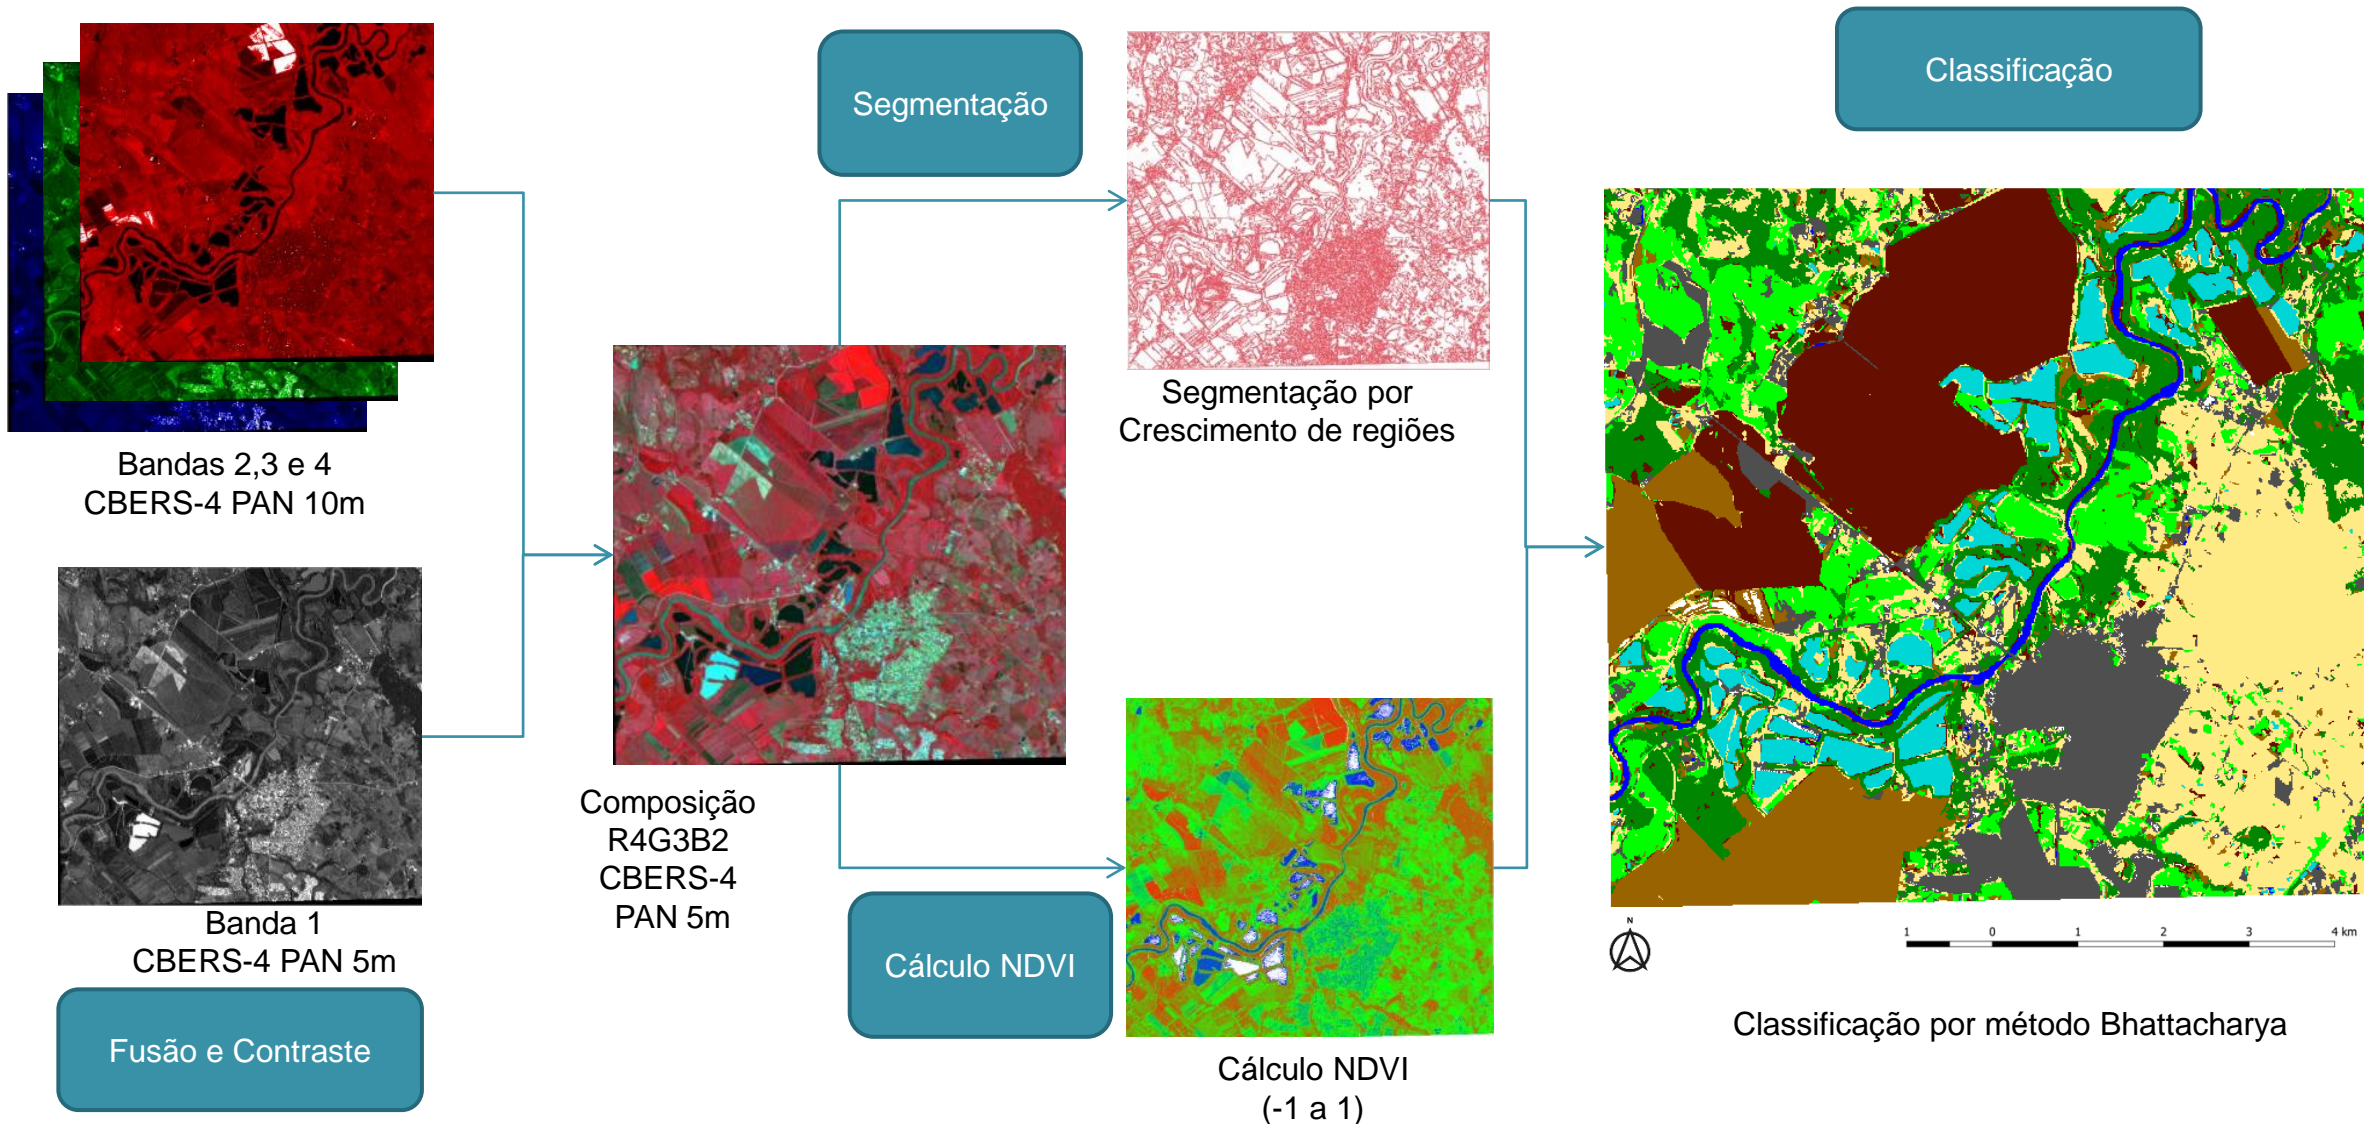 Bandas 2,3 e 4
CBERS-4 PAN 10m
Banda 1
CBERS-4 PAN 5m
Fusão e Contraste
Composição
R4G3B2
CBERS-4
PAN 5m
Segmentação
Segmentação por
Crescimento de regiões
Cálculo NDVI
Cálculo NDVI
(-1 a 1)
Classificação
N
1 0 1 2 3 4 km
Classificação por método Bhattacharya